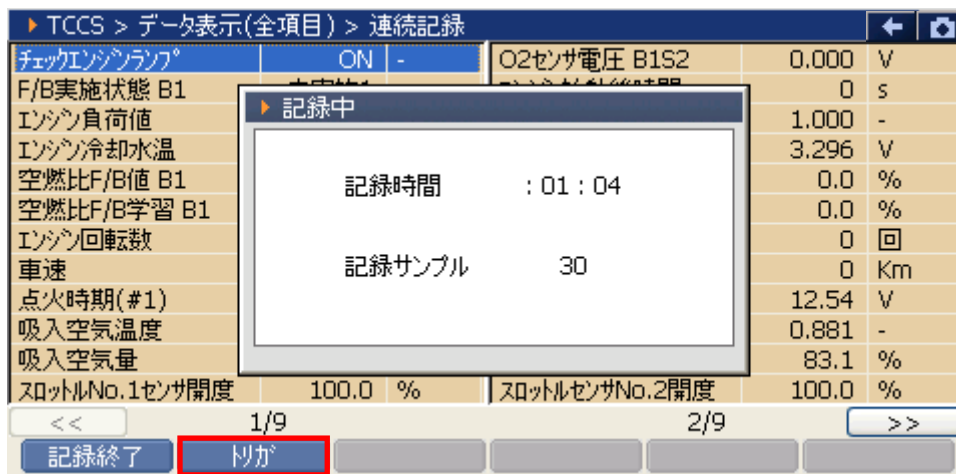 TCCS > データ表示(全項目) > 連続記録
ﾁｪｯｸｴﾝｼﾞﾝﾗﾝﾌﾟ ON - O2ｾﾝｻ電圧 B1S2 0.000 V
F/B実施状態 B1 0 s
ｴﾝｼﾞﾝ負荷値 1.000 -
ｴﾝｼﾞﾝ冷却水温 3.296 V
空燃比F/B値 B1 0.0 %
空燃比F/B学習 B1 0.0 %
ｴﾝｼﾞﾝ回転数 0 回
車速 0 Km
点火時期(#1) 12.54 V
吸入空気温度 0.881 -
吸入空気量 83.1 %
ｽﾛｯﾄﾙNo.1ｾﾝｻ開度 100.0 % ｽﾛｯﾄﾙｾﾝｻNo.2開度 100.0 %
記録中
記録時間 : 01 : 04
記録ｻﾝﾌﾟﾙ 30
<< 1/9 2/9 >>
記録終了 ﾄﾘｶﾞ